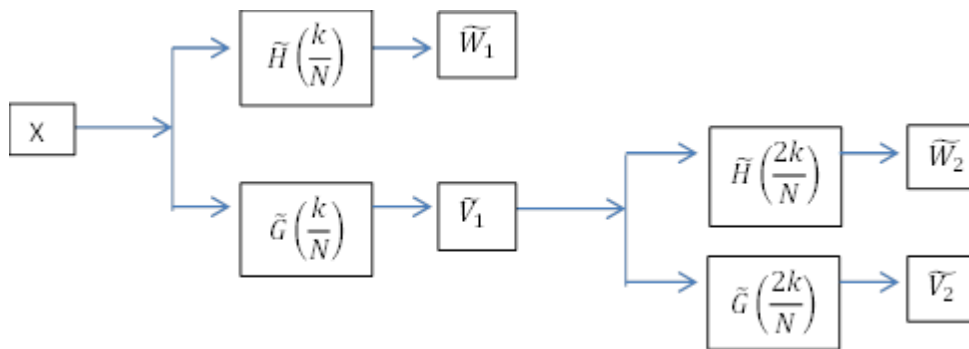 X
H̃(k/N)
W̃₁
G̃(k/N)
Ṽ₁
H̃(2k/N)
W̃₂
G̃(2k/N)
Ṽ₂